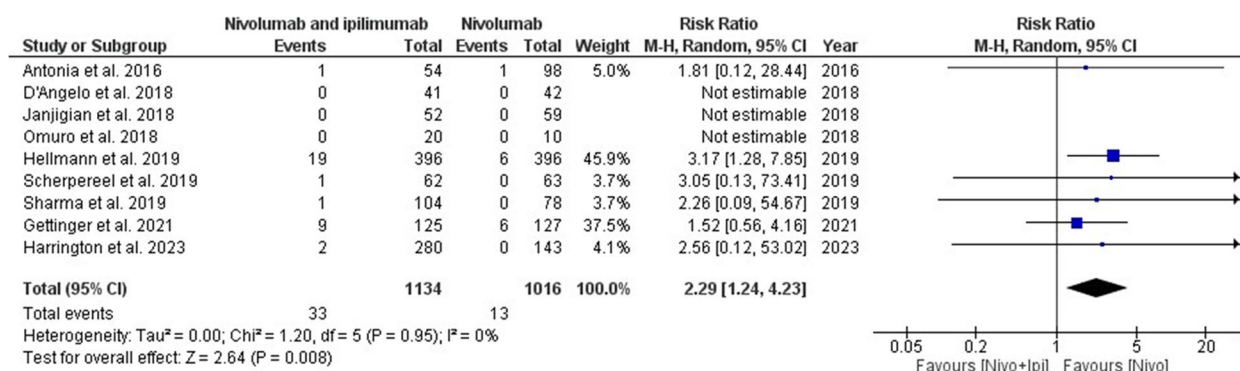 Nivolumab and ipilimumab Nivolumab Risk Ratio Risk Ratio
Study or Subgroup Events Total Events Total Weight M-H, Random, 95% CI Year M-H, Random, 95% CI
Antonia et al. 2016 1 54 1 98 5.0% 1.81 [0.12, 28.44] 2016
D'Angelo et al. 2018 0 41 0 42 Not estimable 2018
Janjigian et al. 2018 0 52 0 59 Not estimable 2018
Omuro et al. 2018 0 20 0 10 Not estimable 2018
Hellmann et al. 2019 19 396 6 396 45.9% 3.17 [1.28, 7.85] 2019
Scherpereel et al. 2019 1 62 0 63 3.7% 3.05 [0.13, 73.41] 2019
Sharma et al. 2019 1 104 0 78 3.7% 2.26 [0.09, 54.67] 2019
Gettinger et al. 2021 9 125 6 127 37.5% 1.52 [0.56, 4.16] 2021
Harrington et al. 2023 2 280 0 143 4.1% 2.56 [0.12, 53.02] 2023
Total (95% CI) 1134 1016 100.0% 2.29 [1.24, 4.23]
Total events 33 13
Heterogeneity: Tau² = 0.00; Chi² = 1.20, df = 5 (P = 0.95); I² = 0%
Test for overall effect: Z = 2.64 (P = 0.008)
0.05 0.2 1 5 20
Favours [Nivo+Ipi] Favours [Nivo]